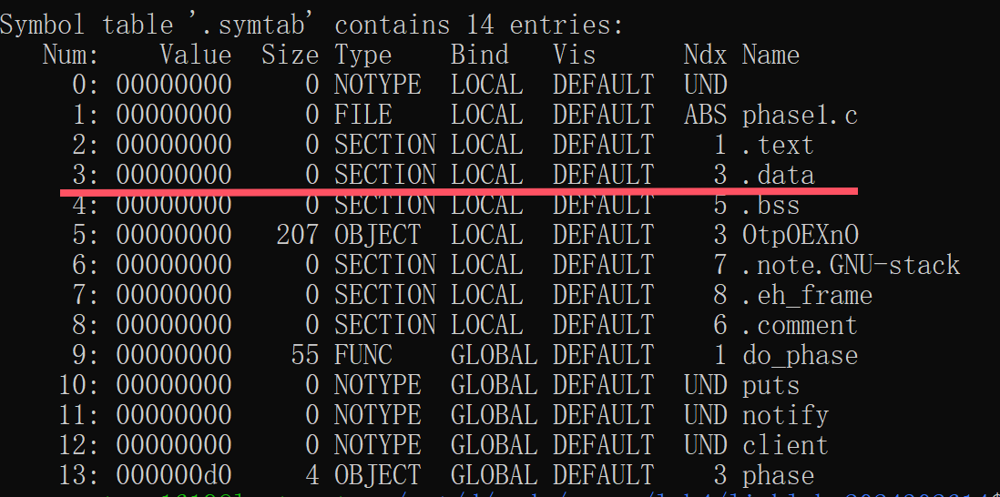 Symbol table '.symtab' contains 14 entries:
Num: Value Size Type Bind Vis Ndx Name
0: 00000000 0 NOTYPE LOCAL DEFAULT UND
1: 00000000 0 FILE LOCAL DEFAULT ABS phase1.c
2: 00000000 0 SECTION LOCAL DEFAULT 1 .text
3: 00000000 0 SECTION LOCAL DEFAULT 3 .data
4: 00000000 0 SECTION LOCAL DEFAULT 5 .bss
5: 00000000 207 OBJECT LOCAL DEFAULT 3 OtpOEXnO
6: 00000000 0 SECTION LOCAL DEFAULT 7 .note.GNU-stack
7: 00000000 0 SECTION LOCAL DEFAULT 8 .eh_frame
8: 00000000 0 SECTION LOCAL DEFAULT 6 .comment
9: 00000000 55 FUNC GLOBAL DEFAULT 1 do_phase
10: 00000000 0 NOTYPE GLOBAL DEFAULT UND puts
11: 00000000 0 NOTYPE GLOBAL DEFAULT UND notify
12: 00000000 0 NOTYPE GLOBAL DEFAULT UND client
13: 000000d0 4 OBJECT GLOBAL DEFAULT 3 phase